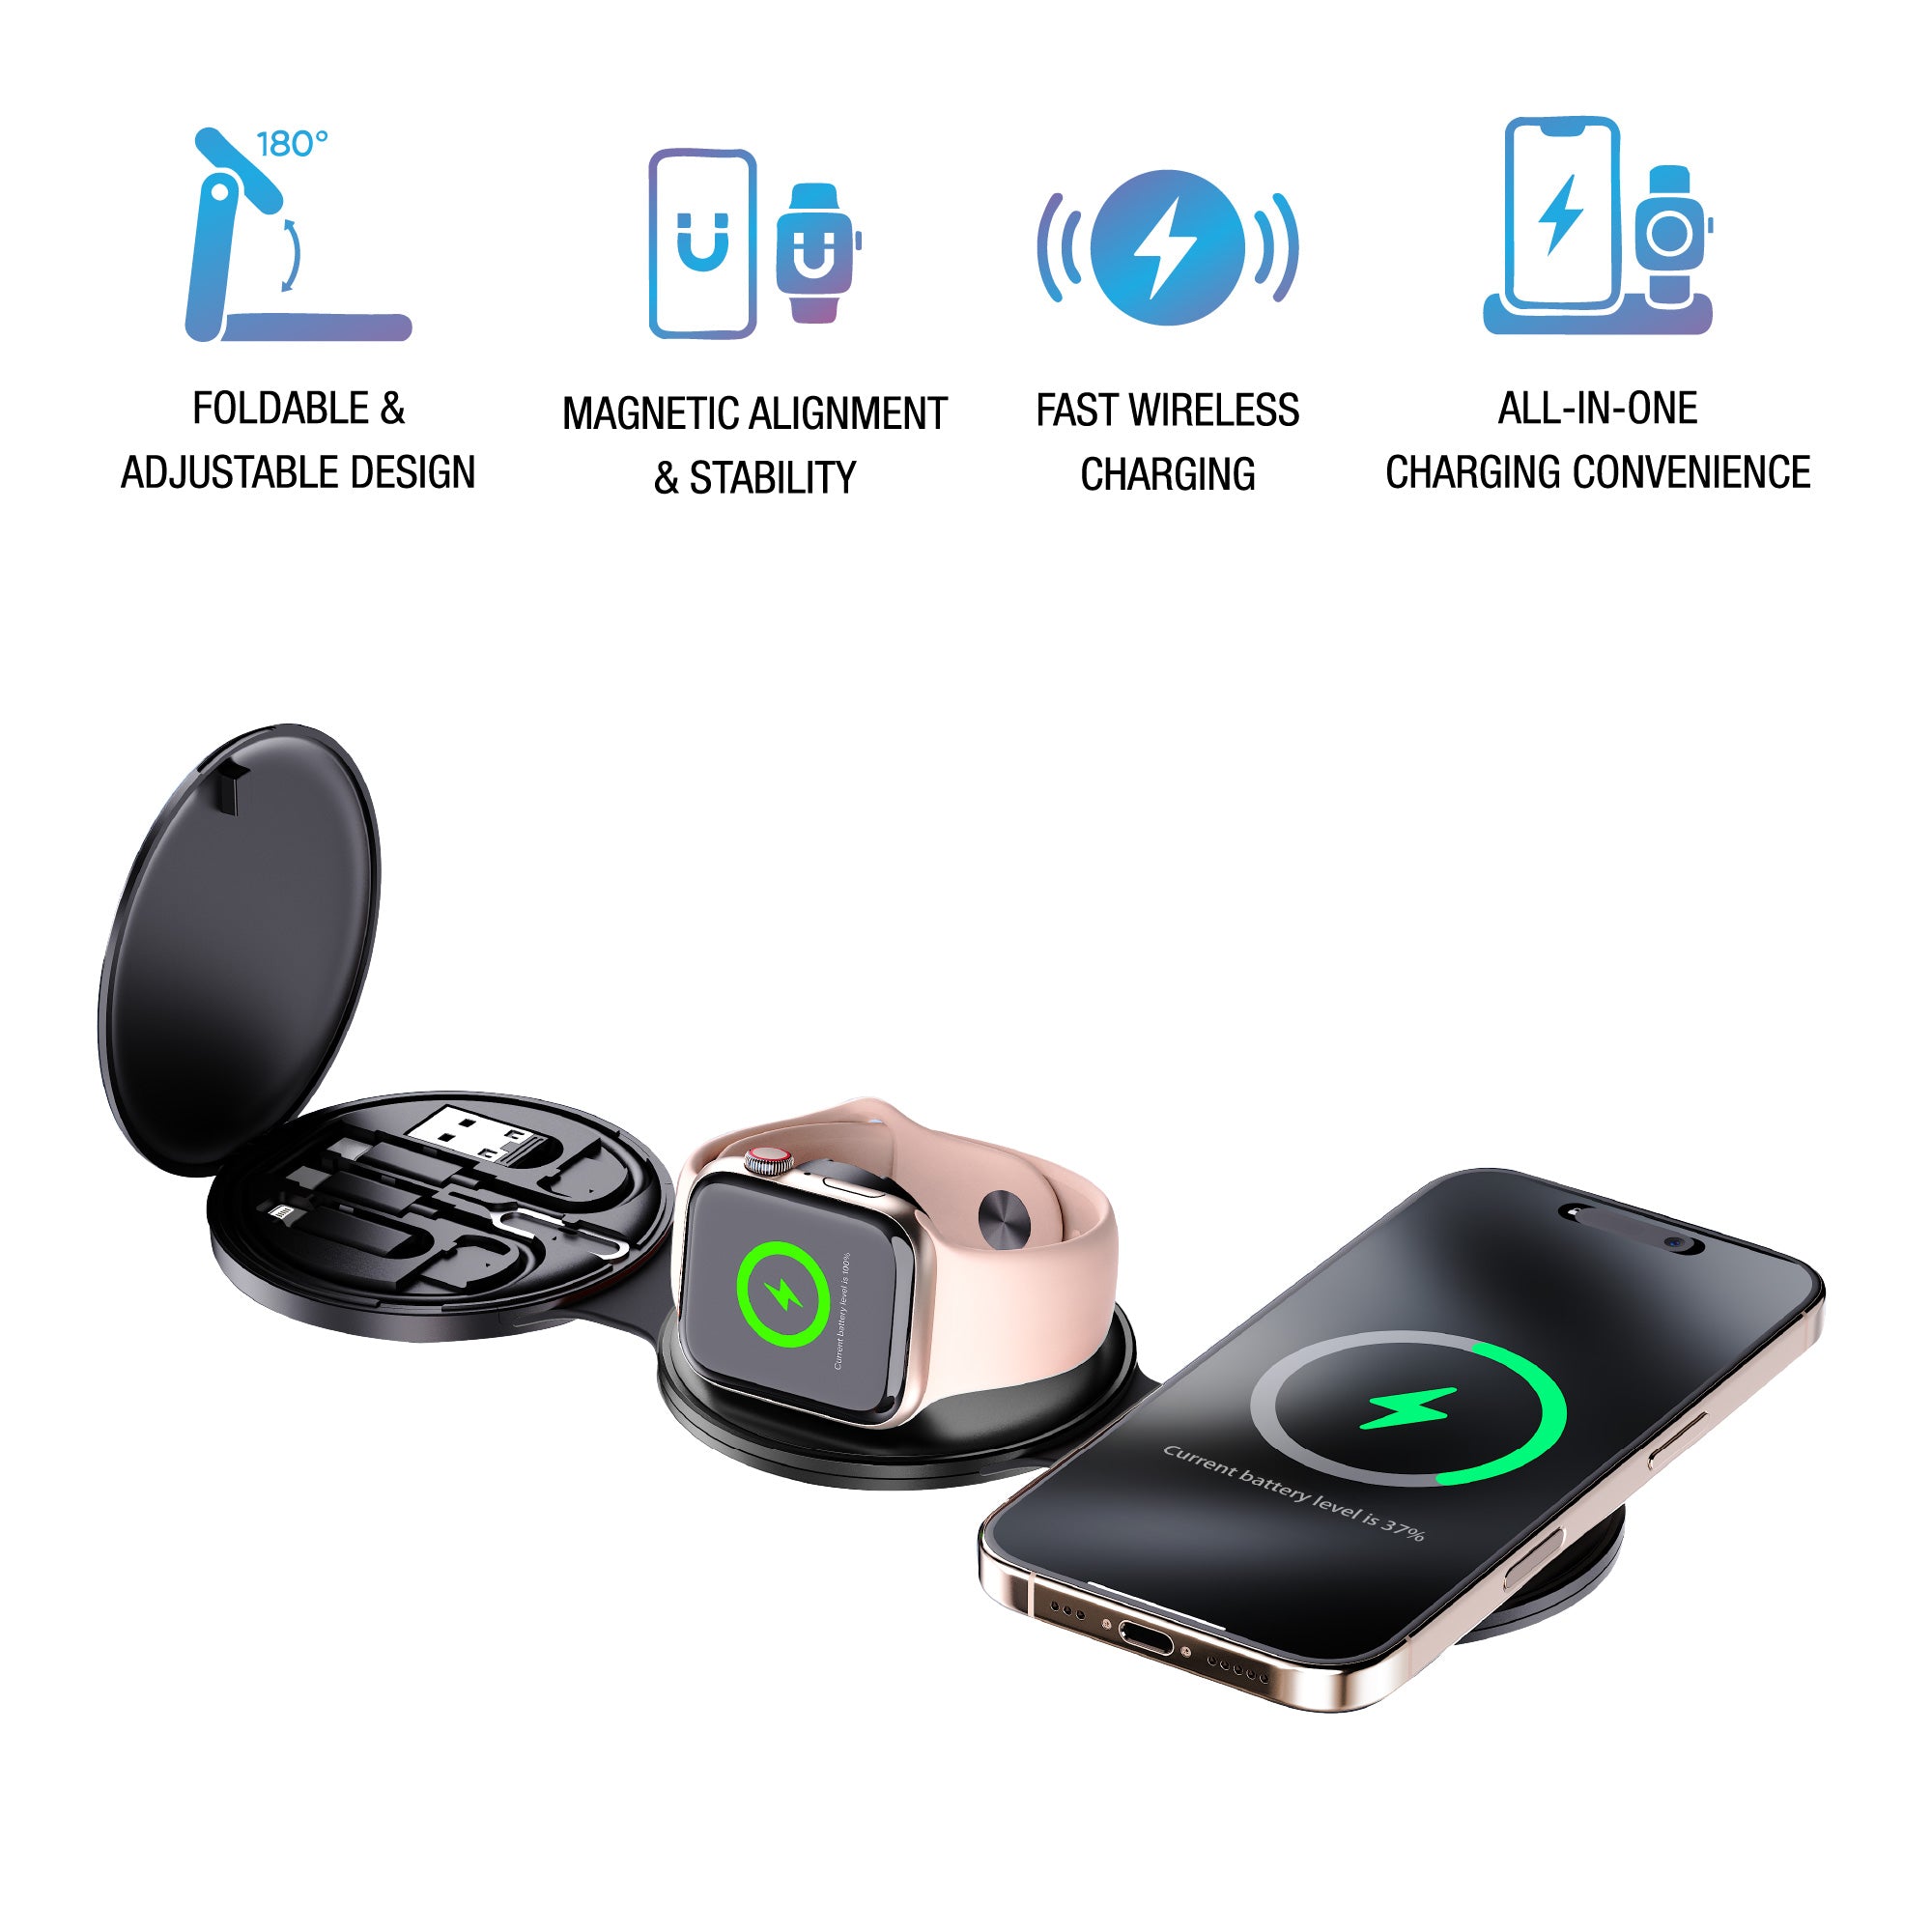 180°
FOLDABLE &
ADJUSTABLE DESIGN
MAGNETIC ALIGNMENT
& STABILITY
FAST WIRELESS
CHARGING
ALL-IN-ONE
CHARGING CONVENIENCE
Current battery level is 100%
Current battery level is 37%